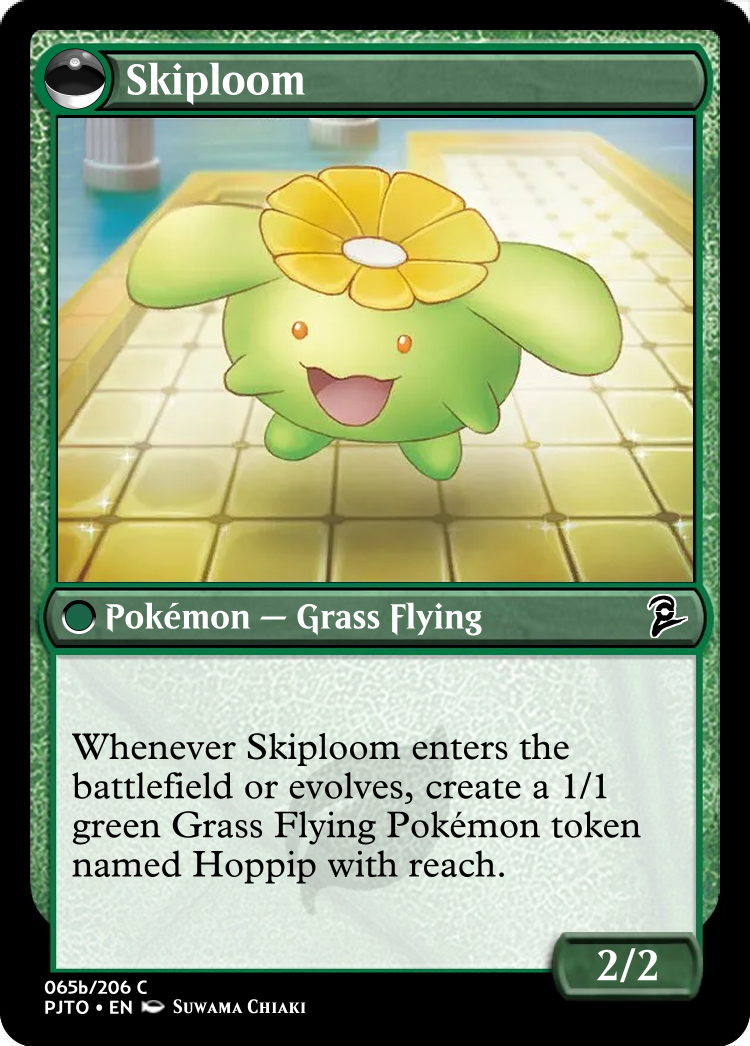 Skiploom
Pokémon — Grass Flying
Whenever Skiploom enters the
battlefield or evolves, create a 1/1
green Grass Flying Pokémon token
named Hoppip with reach.
2/2
065b/206 C
PJTO • EN Suwama Chiaki